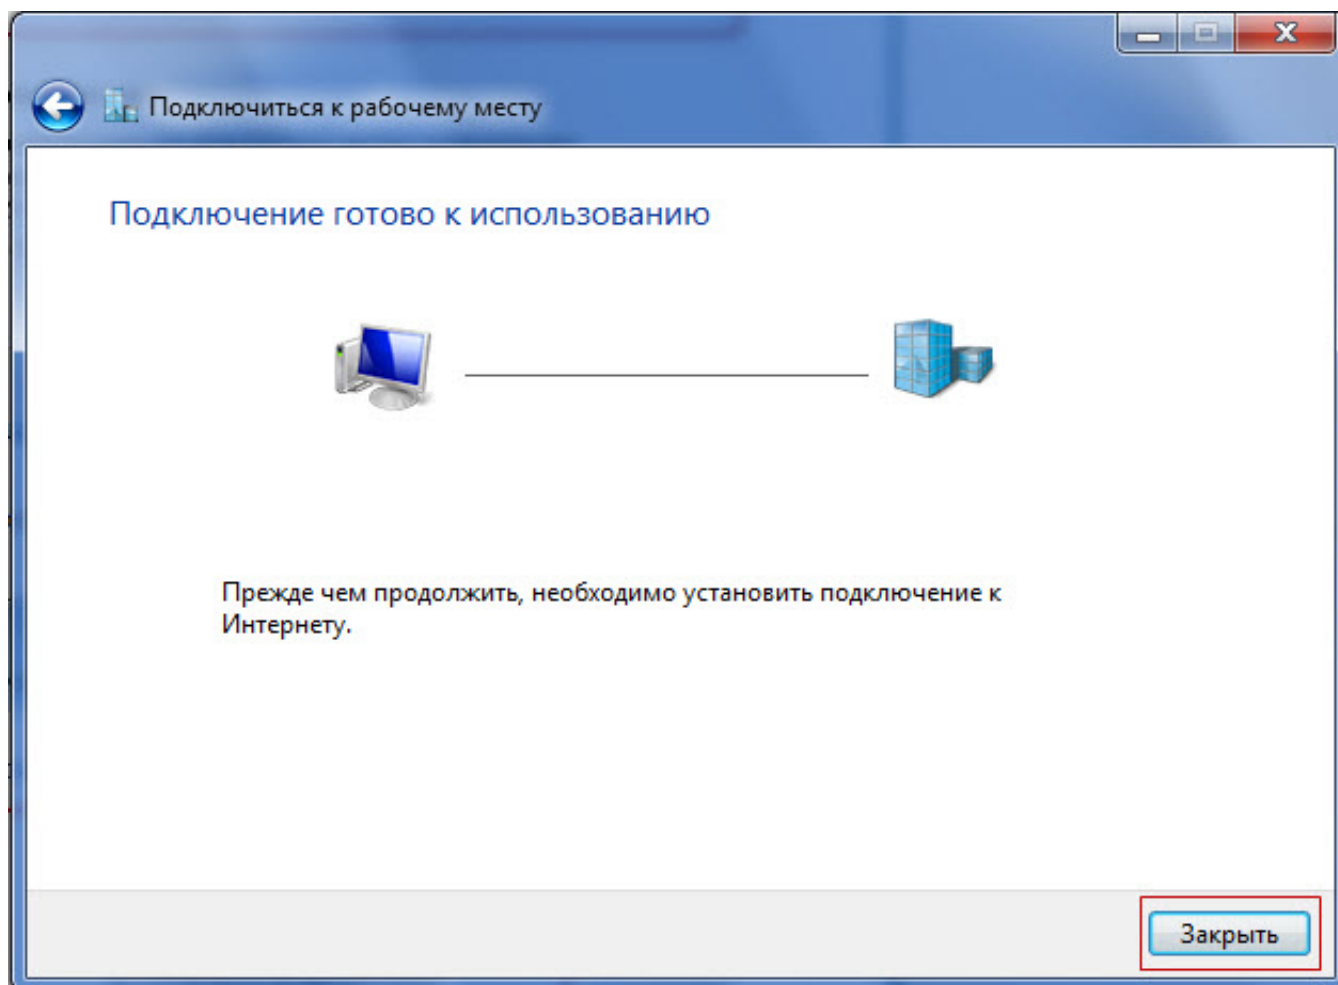 Подключиться к рабочему месту
Подключение готово к использованию
Прежде чем продолжить, необходимо установить подключение к
Интернету.
Закрыть